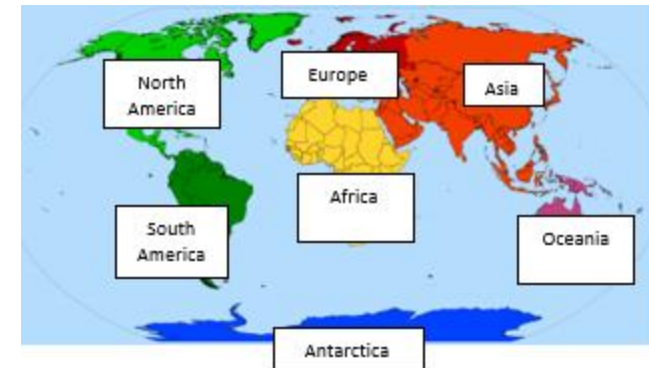 North
America
Europe
Asia
Africa
South
America
Oceania
Antarctica